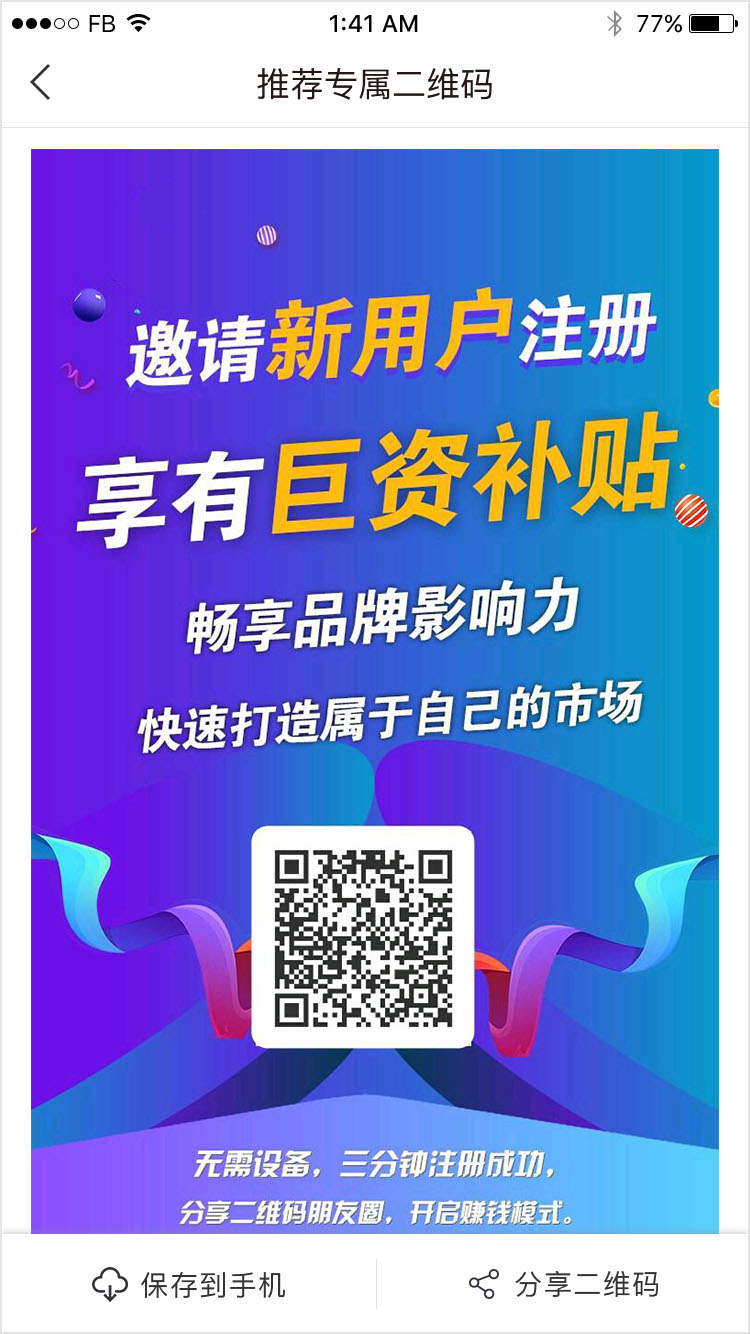 FB 1:41 AM 77%
推荐专属二维码
邀请新用户注册
享有巨资补贴
畅享品牌影响力
快速打造属于自己的市场
无需设备，三分钟注册成功，
分享二维码朋友圈，开启赚钱模式。
保存到手机 分享二维码